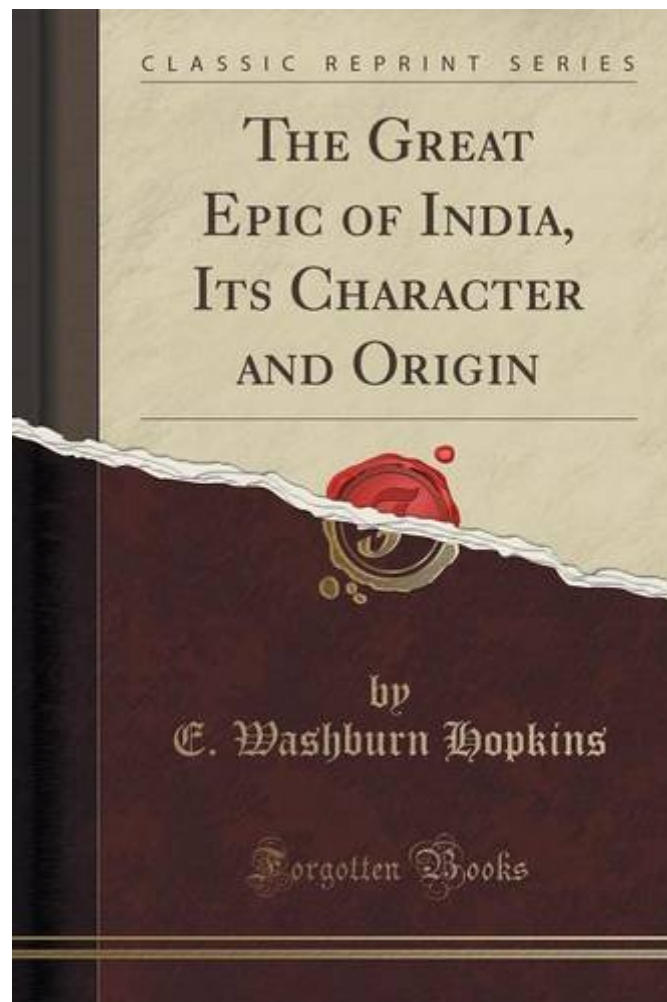 CLASSIC REPRINT SERIES
THE GREAT
EPIC OF INDIA,
ITS CHARACTER
AND ORIGIN
by
E. Washburn Hopkins
Forgotten Books